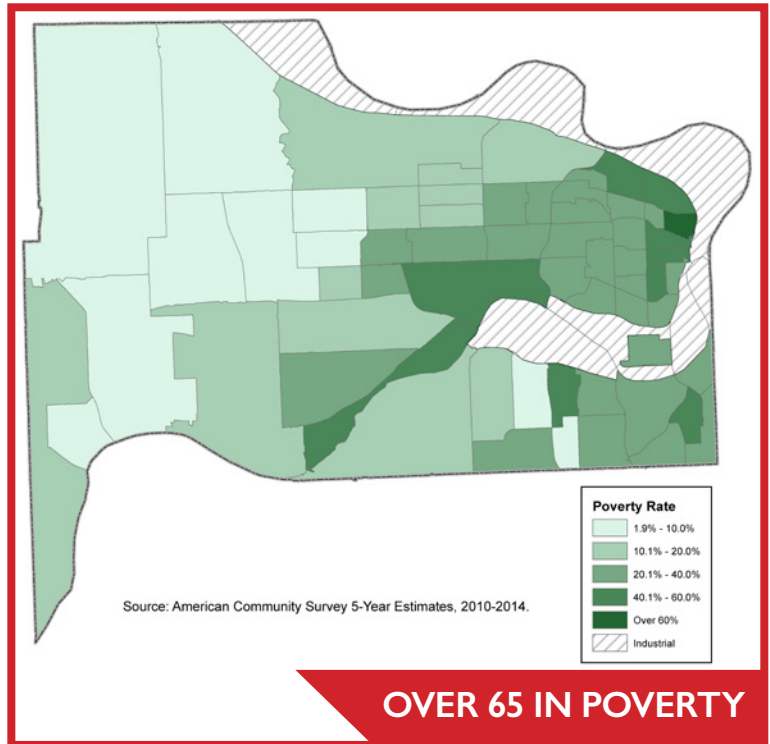 Poverty Rate
1.9% - 10.0%
10.1% - 20.0%
20.1% - 40.0%
40.1% - 60.0%
Over 60%
Industrial
Source: American Community Survey 5-Year Estimates, 2010-2014.
OVER 65 IN POVERTY